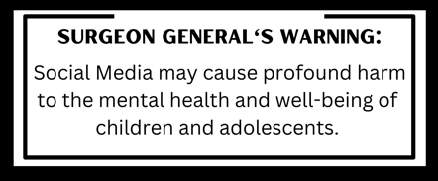 SURGEON GENERAL‘S WARNING:
Social Media may cause profound harm
to the mental health and well-being of
children and adolescents.